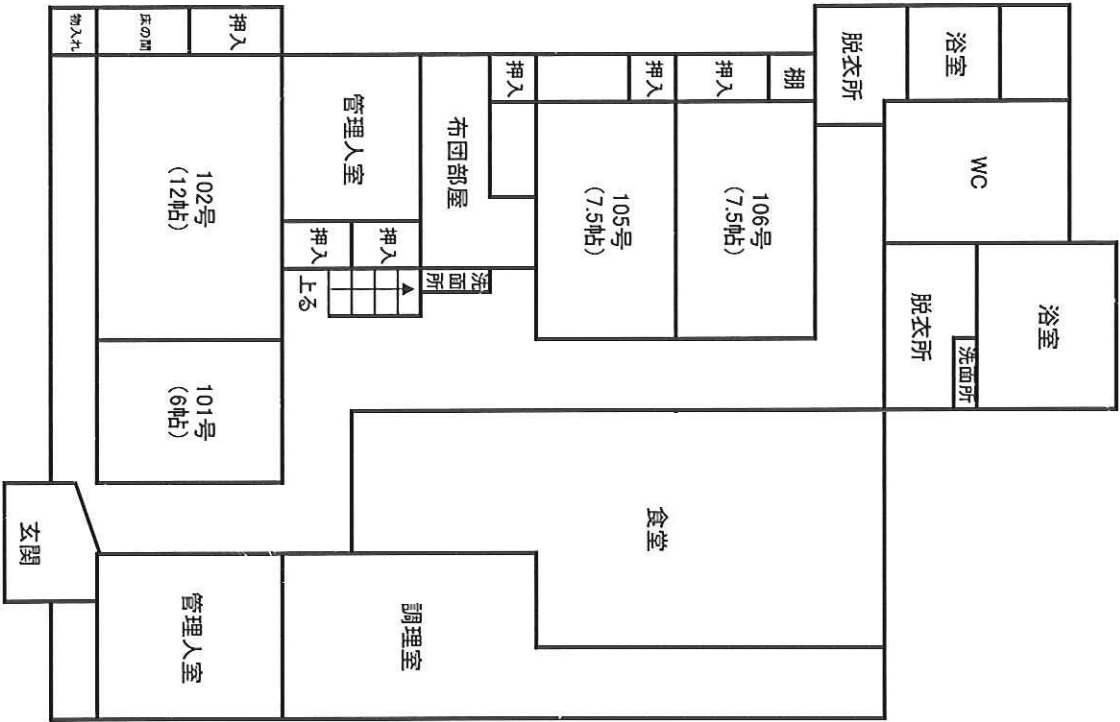 浴室
浴室
WC
脱衣所
洗面所
脱衣所
棚
106号
(7.5帖)
押入
押入
105号
(7.5帖)
食堂
押入
布団部屋
洗面所
調理室
押入
管理人室
押入
上る
押入
102号
(12帖)
101号
(6帖)
管理人室
床の間
物入れ
玄関